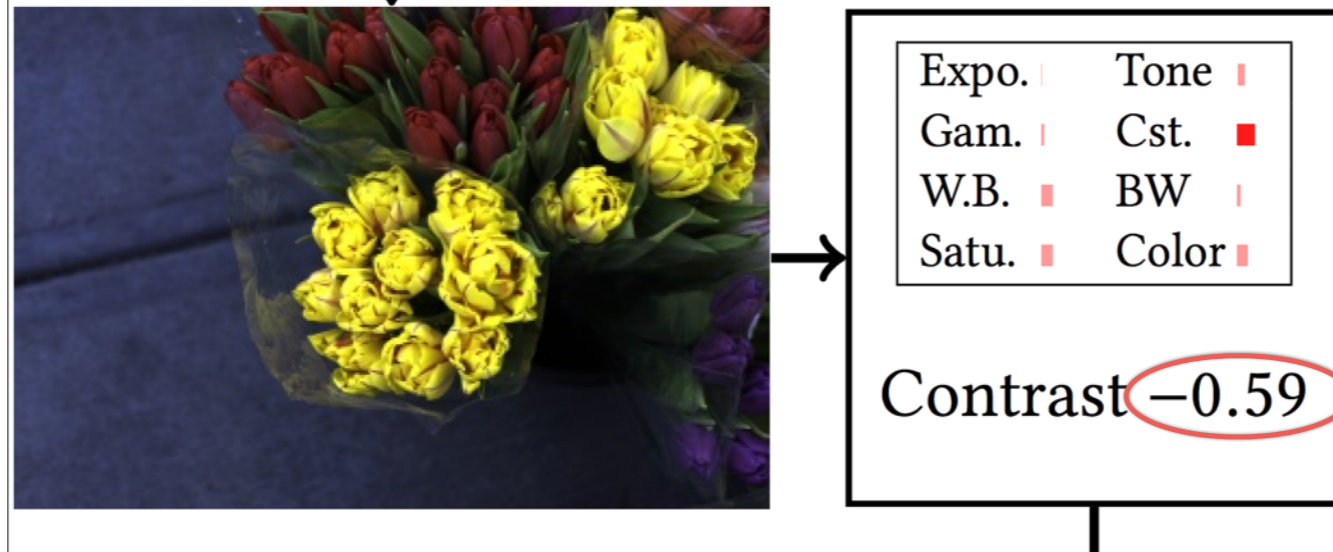 Expo. Tone
Gam. Cst.
W.B. BW
Satu. Color
Contrast −0.59